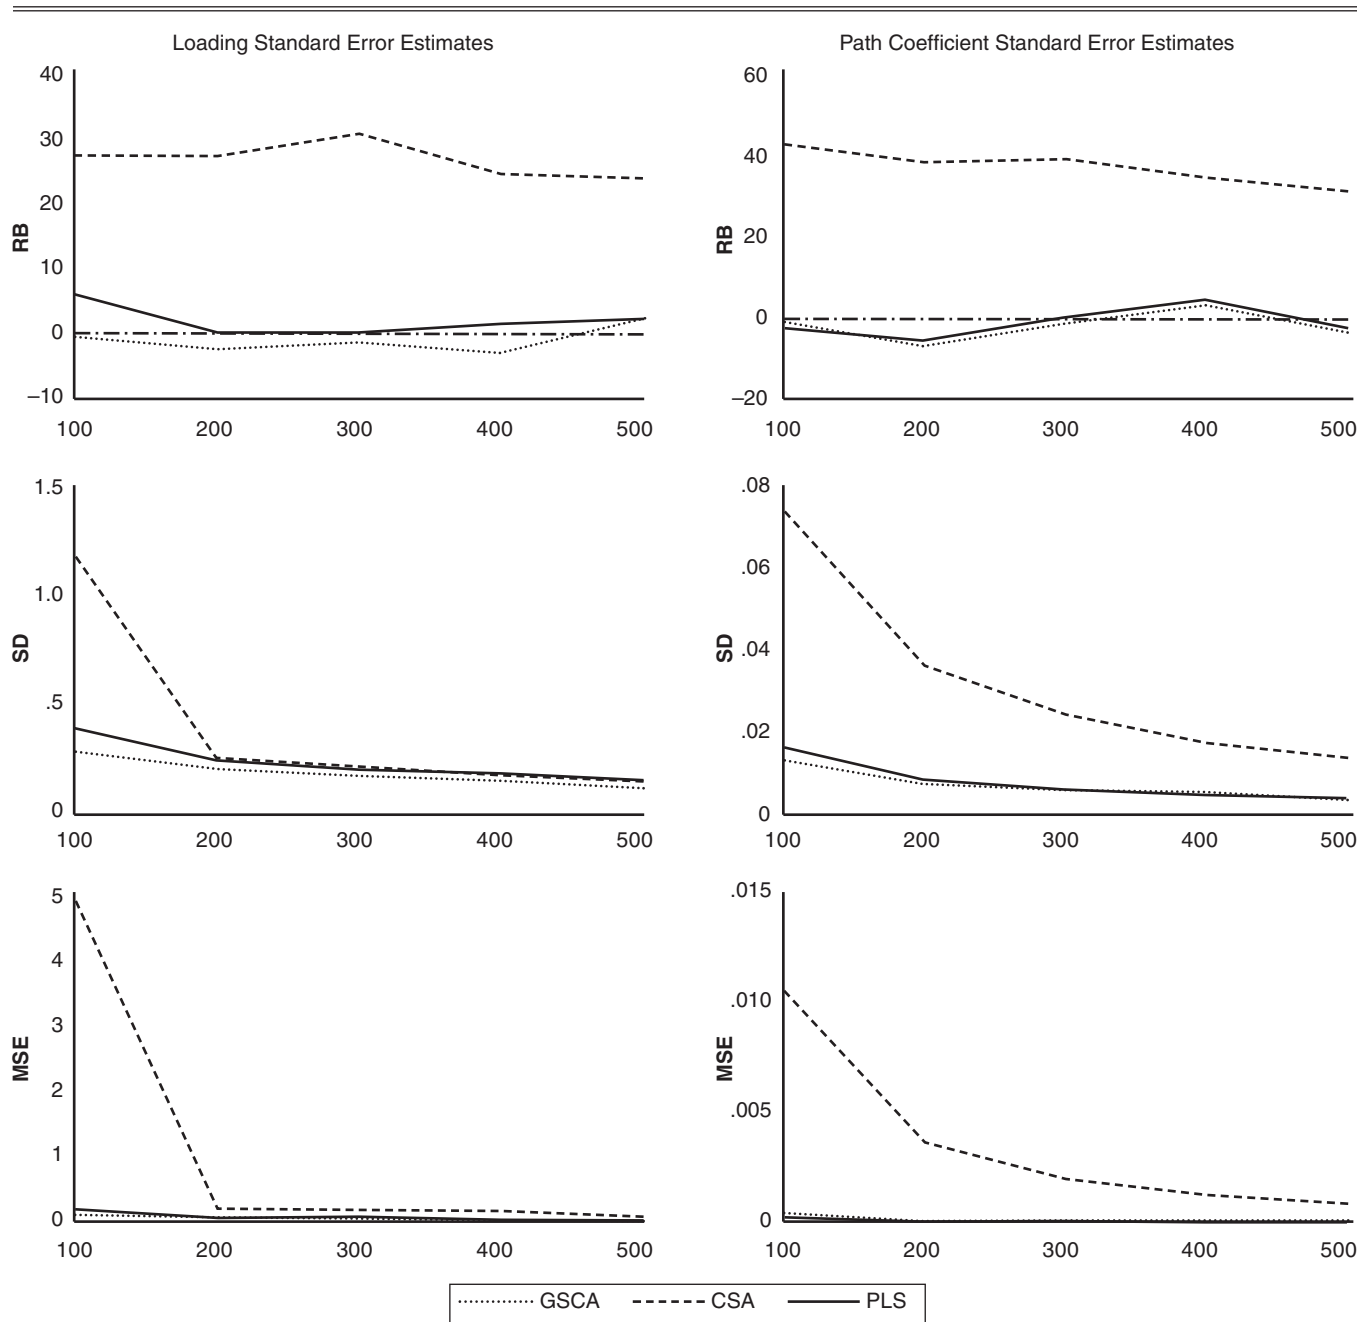 Loading Standard Error Estimates
40
30
20
10
0
–10
RB
100 200 300 400 500
Path Coefficient Standard Error Estimates
60
40
20
0
–20
RB
100 200 300 400 500
1.5
1.0
.5
0
SD
100 200 300 400 500
.08
.06
.04
.02
0
SD
100 200 300 400 500
5
4
3
2
1
0
MSE
100 200 300 400 500
.015
.010
.005
0
MSE
100 200 300 400 500
GSCA CSA PLS